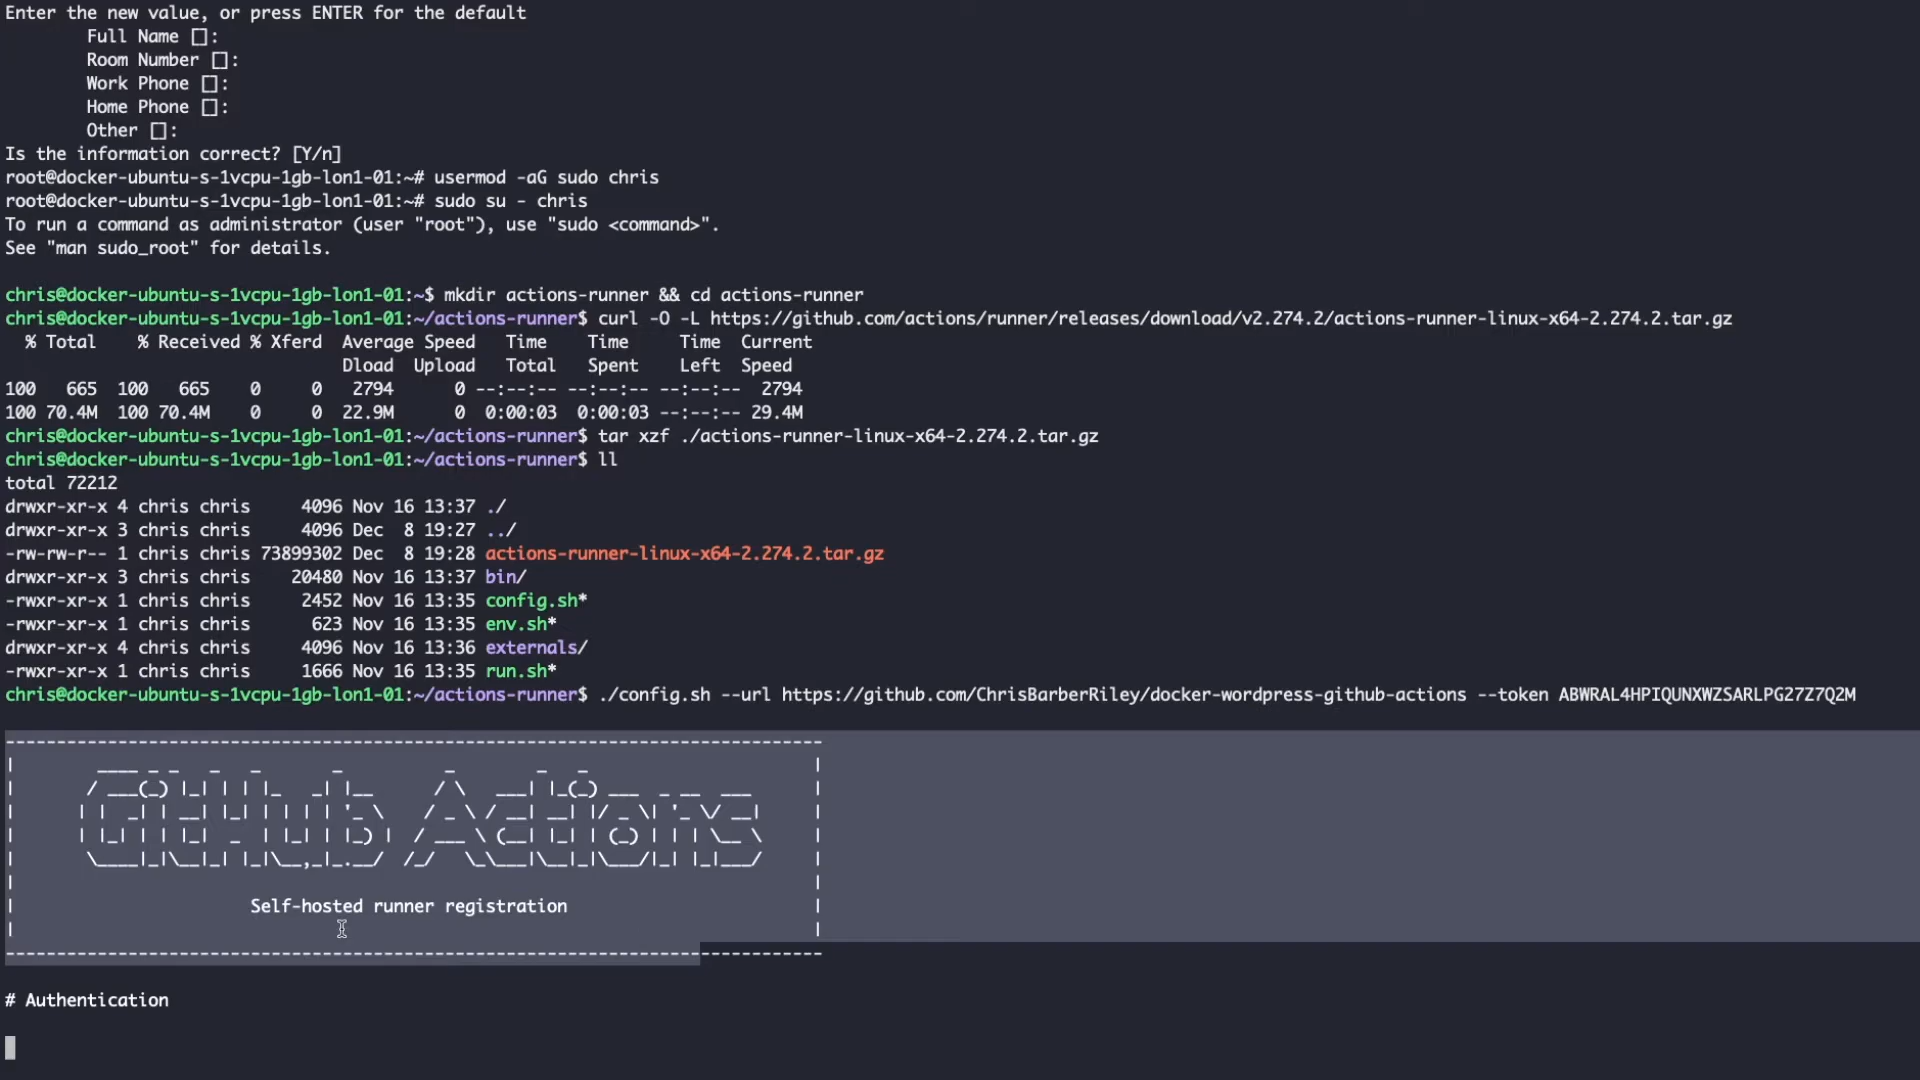 Enter the new value, or press ENTER for the default
Full Name []:
Room Number []:
Work Phone []:
Home Phone []:
Other []:
Is the information correct? [Y/n]
root@docker-ubuntu-s-1vcpu-1gb-lon1-01:~# usermod -aG sudo chris
root@docker-ubuntu-s-1vcpu-1gb-lon1-01:~# sudo su - chris
To run a command as administrator (user "root"), use "sudo <command>".
See "man sudo_root" for details.
chris@docker-ubuntu-s-1vcpu-1gb-lon1-01:~$ mkdir actions-runner && cd actions-runner
chris@docker-ubuntu-s-1vcpu-1gb-lon1-01:~/actions-runner$ curl -O -L https://github.com/actions/runner/releases/download/v2.274.2/actions-runner-linux-x64-2.274.2.tar.gz
% Total % Received % Xferd Average Speed Time Time Time Current
Dload Upload Total Spent Left Speed
100 665 100 665 0 0 2794 0 --:--:-- --:--:-- --:--:-- 2794
100 70.4M 100 70.4M 0 0 22.9M 0 0:00:03 0:00:03 --:--:-- 29.4M
chris@docker-ubuntu-s-1vcpu-1gb-lon1-01:~/actions-runner$ tar xzf ./actions-runner-linux-x64-2.274.2.tar.gz
chris@docker-ubuntu-s-1vcpu-1gb-lon1-01:~/actions-runner$ ll
total 72212
drwxr-xr-x 4 chris chris 4096 Nov 16 13:37 ./
drwxr-xr-x 3 chris chris 4096 Dec 8 19:27 ../
-rw-rw-r-- 1 chris chris 73899302 Dec 8 19:28 actions-runner-linux-x64-2.274.2.tar.gz
drwxr-xr-x 3 chris chris 20480 Nov 16 13:37 bin/
-rwxr-xr-x 1 chris chris 2452 Nov 16 13:35 config.sh*
-rwxr-xr-x 1 chris chris 623 Nov 16 13:35 env.sh*
drwxr-xr-x 4 chris chris 4096 Nov 16 13:36 externals/
-rwxr-xr-x 1 chris chris 1666 Nov 16 13:35 run.sh*
chris@docker-ubuntu-s-1vcpu-1gb-lon1-01:~/actions-runner$ ./config.sh --url https://github.com/ChrisBarberRiley/docker-wordpress-github-actions --token ABWRAL4HPIQUNXWZSARLPG27Z7Q2M
GitHub Actions
Self-hosted runner registration
# Authentication